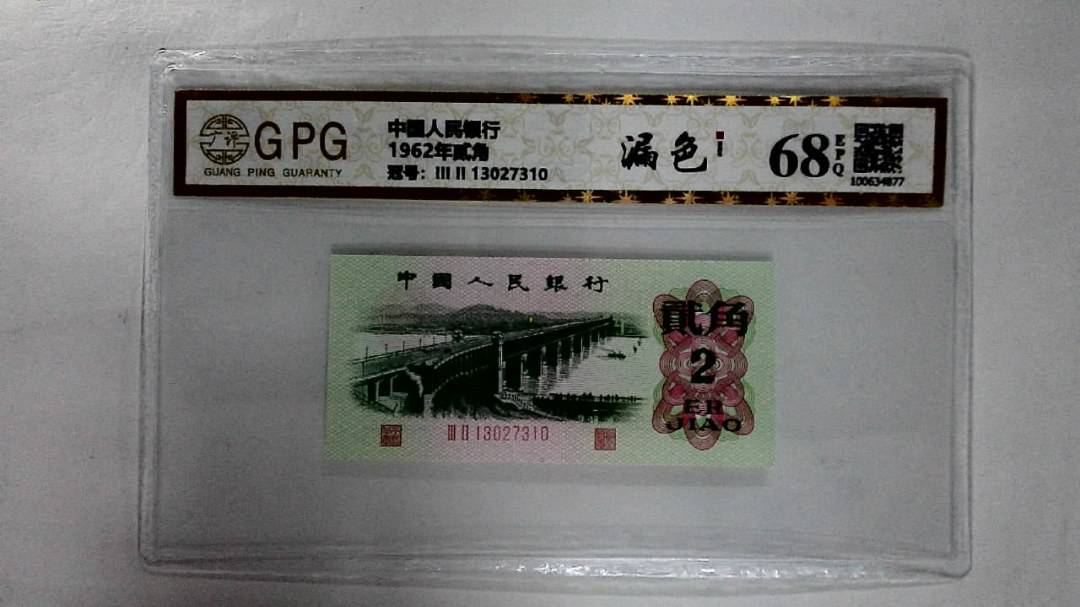 GPG
GUANG PING GUARANTY
中国人民银行
1962年贰角
冠号：III II 13027310
漏色
68
EPQ
100634877
中國人民銀行
貳角
2
ER
JIAO
III II 13027310